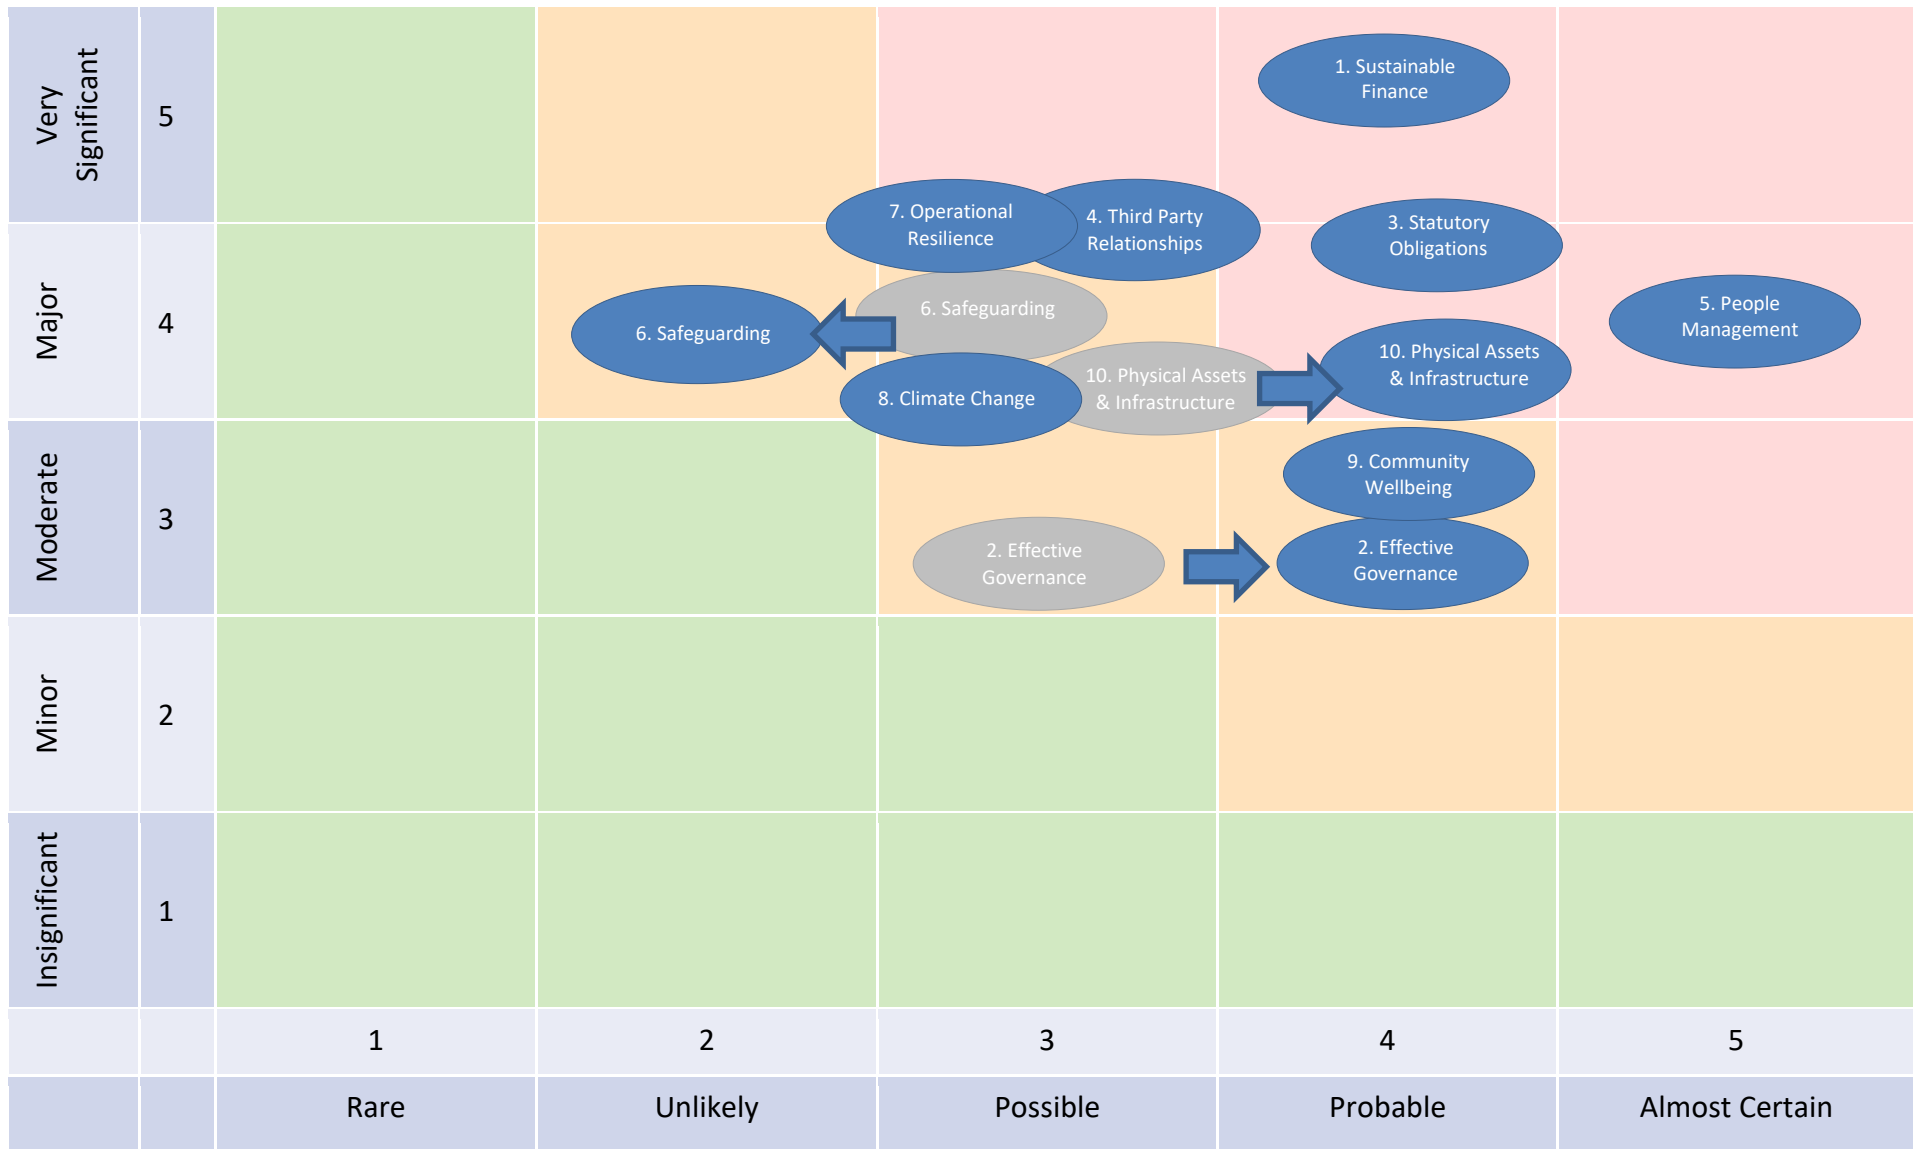 Very
Significant
5
1. Sustainable
Finance
7. Operational
Resilience
4. Third Party
Relationships
3. Statutory
Obligations
Major
4
6. Safeguarding
6. Safeguarding
5. People
Management
8. Climate Change
10. Physical Assets
& Infrastructure
10. Physical Assets
& Infrastructure
Moderate
3
9. Community
Wellbeing
2. Effective
Governance
2. Effective
Governance
Minor
2
Insignificant
1
1
2
3
4
5
Rare
Unlikely
Possible
Probable
Almost Certain